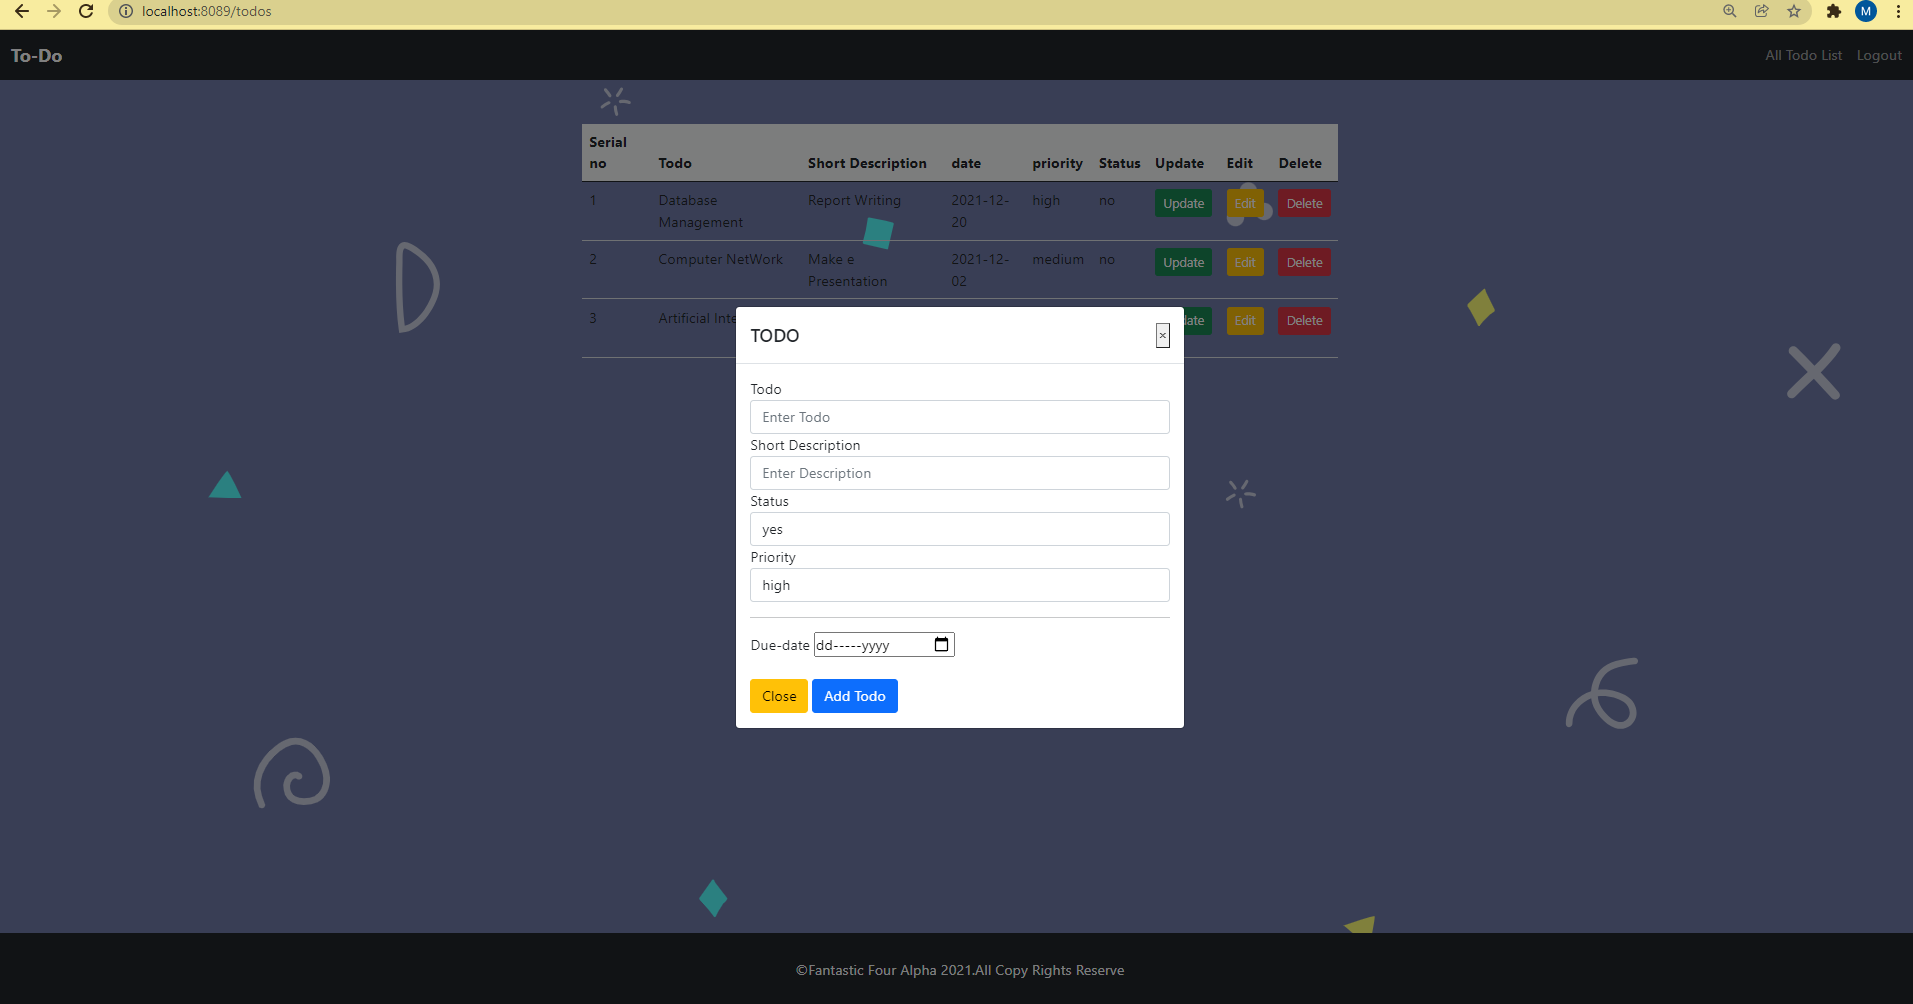 localhost:8089/todos
M
To-Do
All Todo List Logout
Serial
no Todo Short Description date priority Status Update Edit Delete
1 Database Report Writing 2021-12- high no Update Edit Delete
Management 20
2 Computer NetWork Make e 2021-12- medium no Update Edit Delete
Presentation 02
3 Artificial Edit Delete
TODO ×
Todo
Enter Todo
Short Description
Enter Description
Status
yes
Priority
high
Due-date dd-----yyyy
Close Add Todo
©Fantastic Four Alpha 2021.All Copy Rights Reserve